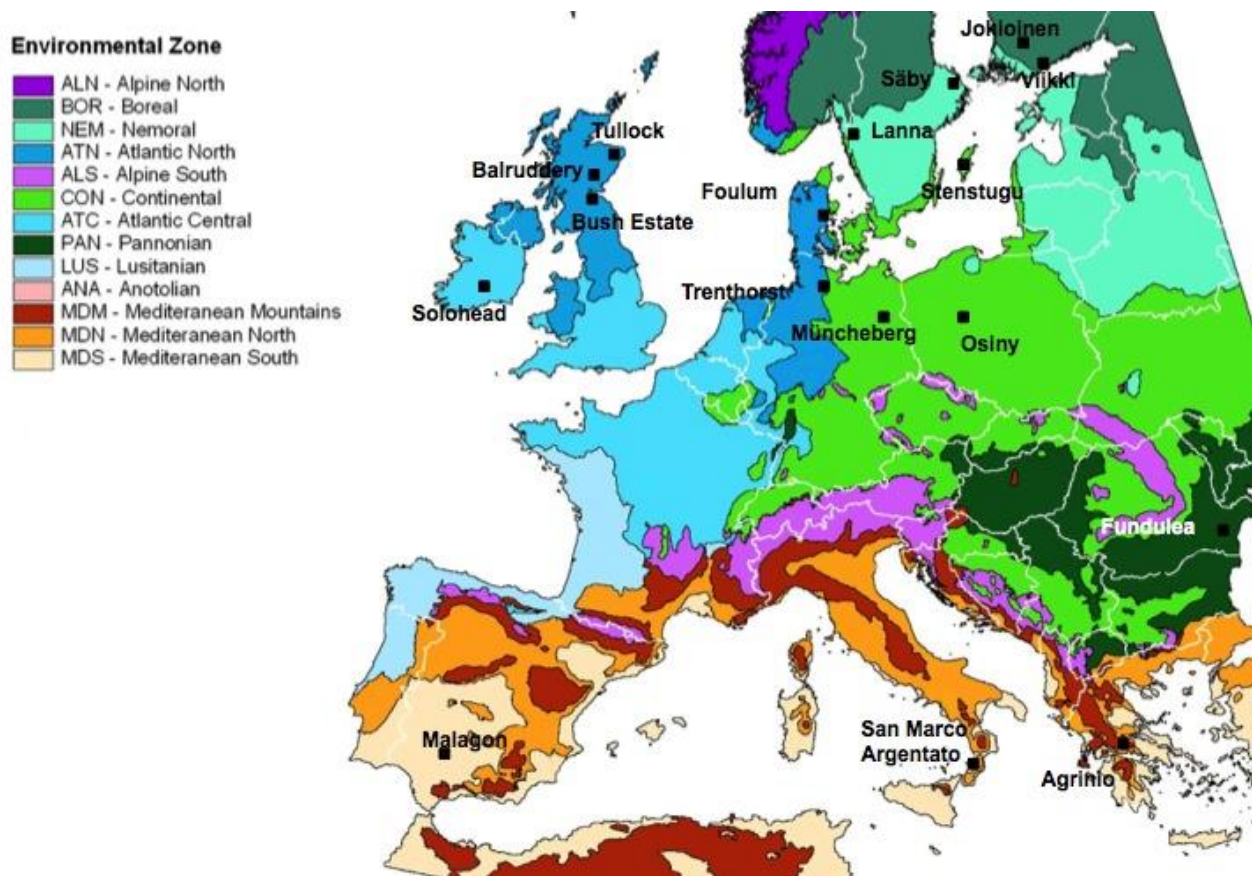 Environmental Zone
ALN - Alpine North
BOR - Boreal
NEM - Nemoral
ATN - Atlantic North
ALS - Alpine South
CON - Continental
ATC - Atlantic Central
PAN - Pannonian
LUS - Lusitanian
ANA - Anotolian
MDM - Mediteranean Mountains
MDN - Mediteranean North
MDS - Mediteranean South
Jokioinen
Viikki
Säby
Lanna
Tullock
Balruddery
Bush Estate
Foulum
Stenstugu
Solohead
Trenthorst
Müncheberg
Osiny
Fundulea
Malagon
San Marco
Argentato
Agrinio